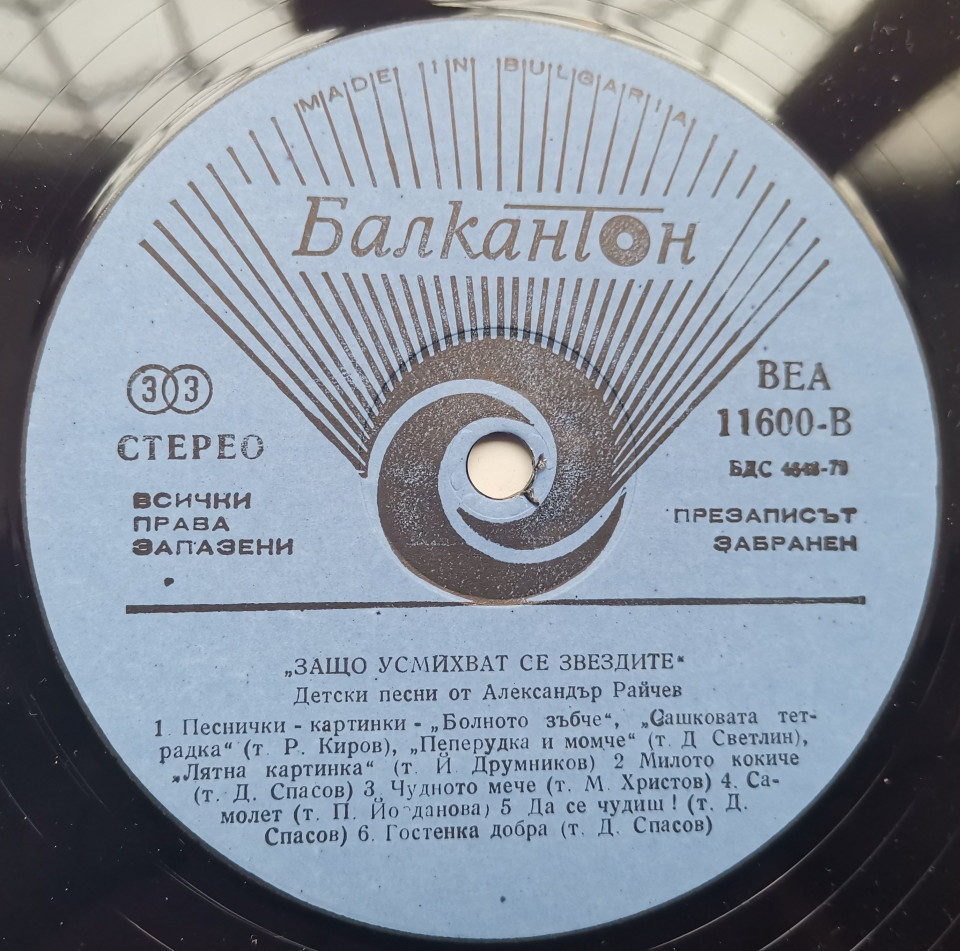 MADE IN BULGARIA
Балкантон
33
СТЕРЕО
ВСИЧКИ
ПРАВА
ЗАПАЗЕНИ
ВЕА
11600-В
БДС
ПРЕЗАПИСЪТ
ЗАБРАНЕН
„ЗАЩО УСМИХВАТ СЕ ЗВЕЗДИТЕ“
Детски песни от Александър Райчев
1. Песнички - картинки - „Болното зъбче“, „Сашковата тет-
радка“ (т. Р. Киров), „Пеперудка и момче“ (т. Д Светлин),
„Лятна картинка“ (т. Й. Друмников) 2 Милото кокиче
(т. Д. Спасов) 3. Чудното мече (т. М. Христов) 4. Са-
молет (т. П. Йорданова) 5 Да се чудиш! (т. Д.
Спасов) 6. Гостенка добра (т. Д. Спасов)